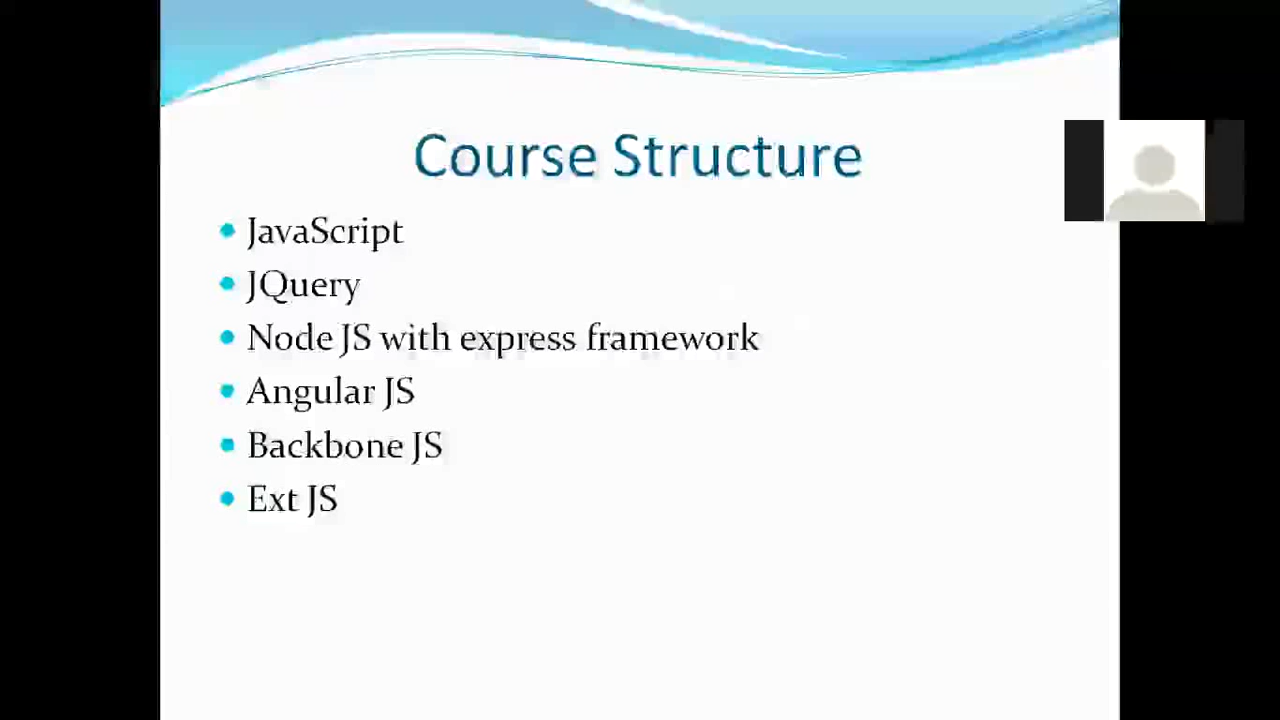 Course Structure
JavaScript
JQuery
Node JS with express framework
Angular JS
Backbone JS
Ext JS